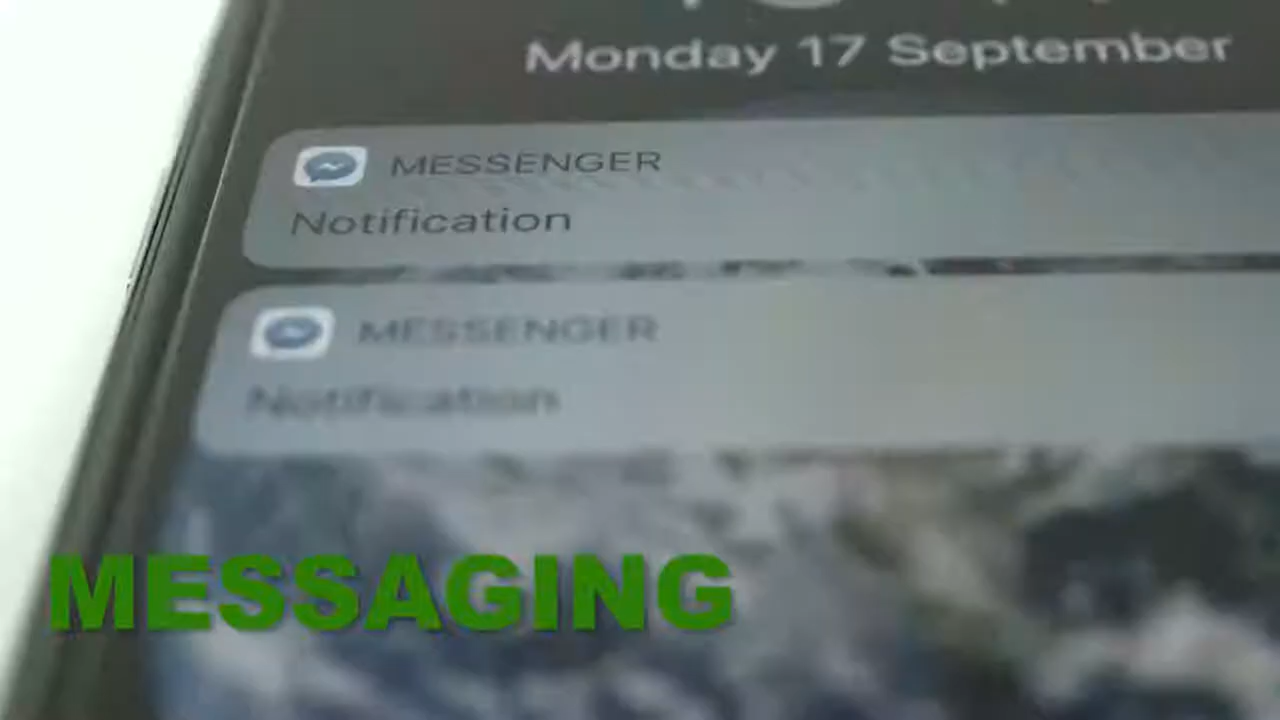 Monday 17 September
MESSENGER
Notification
MESSENGER
Notification
MESSAGING